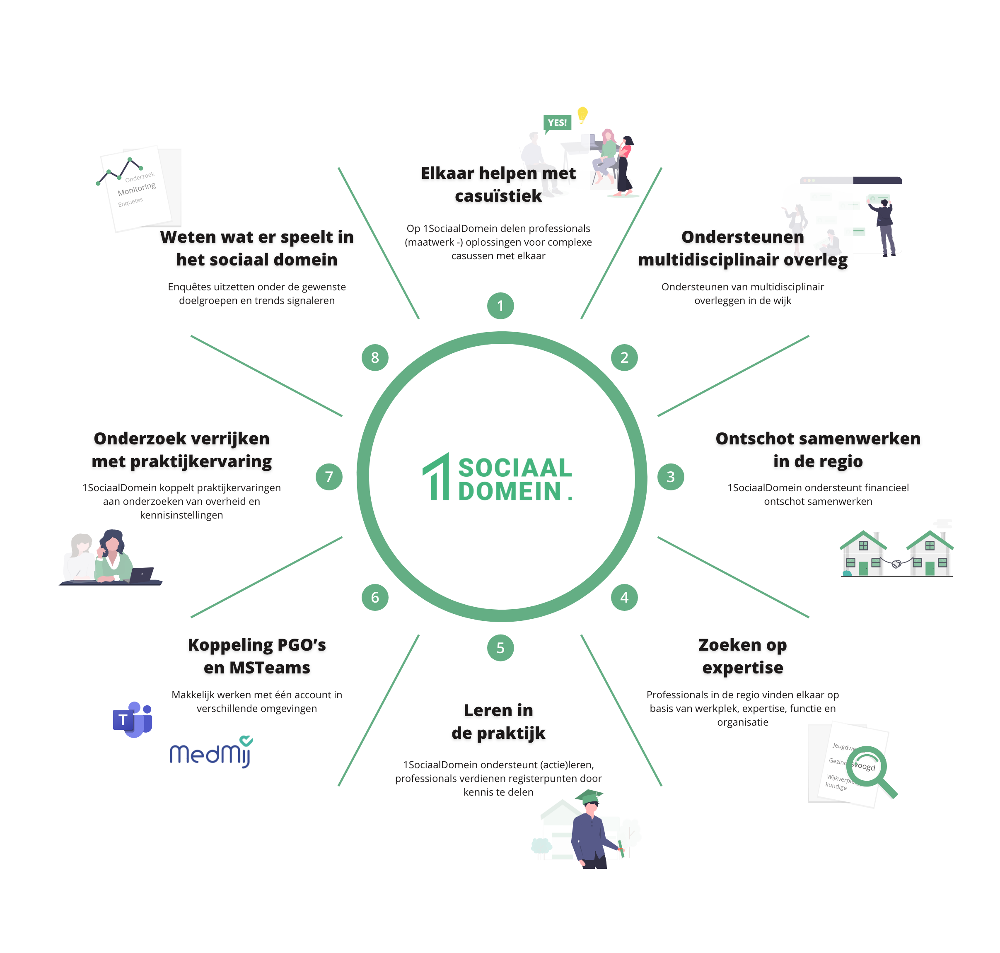 YES!
Elkaar helpen met
casuïstiek
Op 1SociaalDomein delen professionals
(maatwerk -) oplossingen voor complexe
casussen met elkaar
1
Ondersteunen
multidisciplinair overleg
Ondersteunen van multidisciplinair
overleggen in de wijk
2
Ontschot samenwerken
in de regio
1SociaalDomein ondersteunt financieel
ontschot samenwerken
3
Zoeken op
expertise
Professionals in de regio vinden elkaar op
basis van werkplek, expertise, functie en
organisatie
4
svoogd
kundige
Leren in
de praktijk
1SociaalDomein ondersteunt (actie)leren,
professionals verdienen registerpunten door
kennis te delen
5
Koppeling PGO’s
en MSTeams
Makkelijk werken met één account in
verschillende omgevingen
6
T
MedMij
Onderzoek verrijken
met praktijkervaring
1SociaalDomein koppelt praktijkervaringen
aan onderzoeken van overheid en
kennisinstellingen
7
Onderzoek
Monitoring
Enquetes
Weten wat er speelt in
het sociaal domein
Enquêtes uitzetten onder de gewenste
doelgroepen en trends signaleren
8
1 SOCIAAL
DOMEIN.